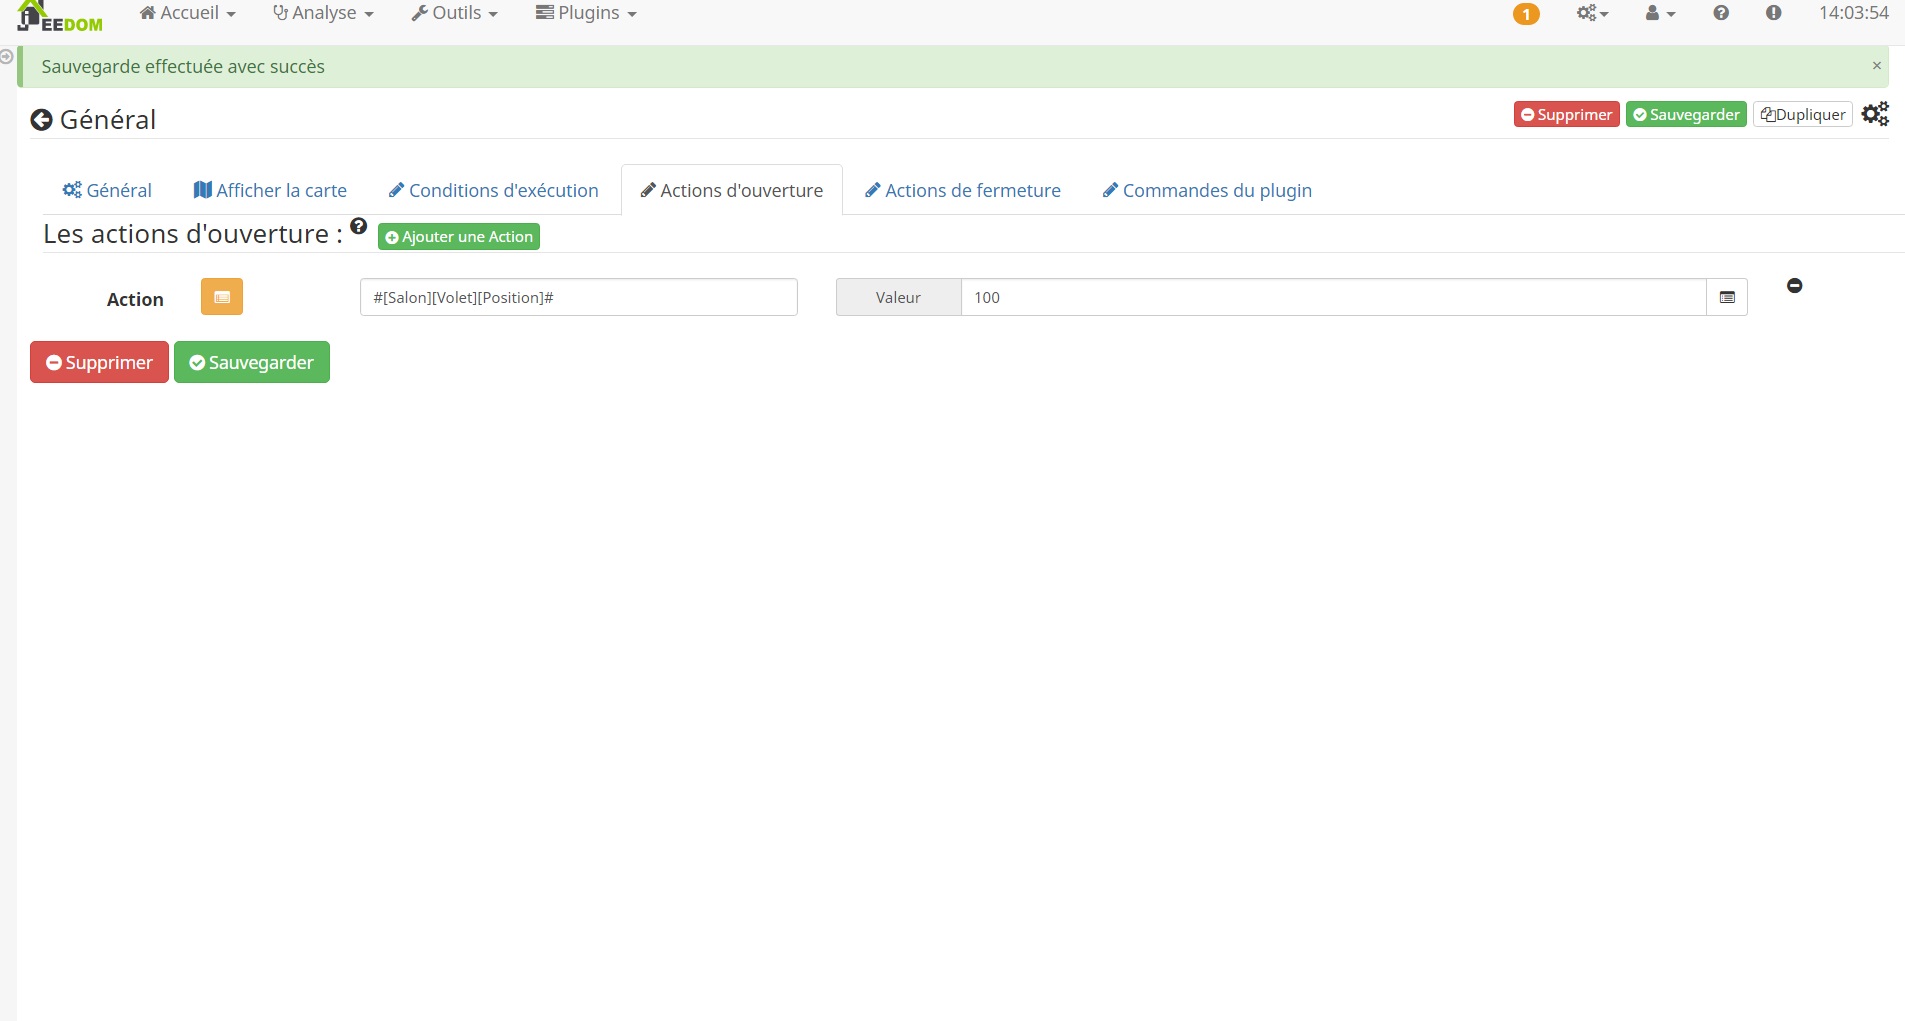 JEEDOM
Accueil Analyse Outils Plugins 1 14:03:54
Sauvegarde effectuée avec succès ×
Général Supprimer Sauvegarder Dupliquer
Général Afficher la carte Conditions d'exécution Actions d'ouverture Actions de fermeture Commandes du plugin
Les actions d'ouverture : Ajouter une Action
Action #[Salon][Volet][Position]# Valeur 100
Supprimer Sauvegarder